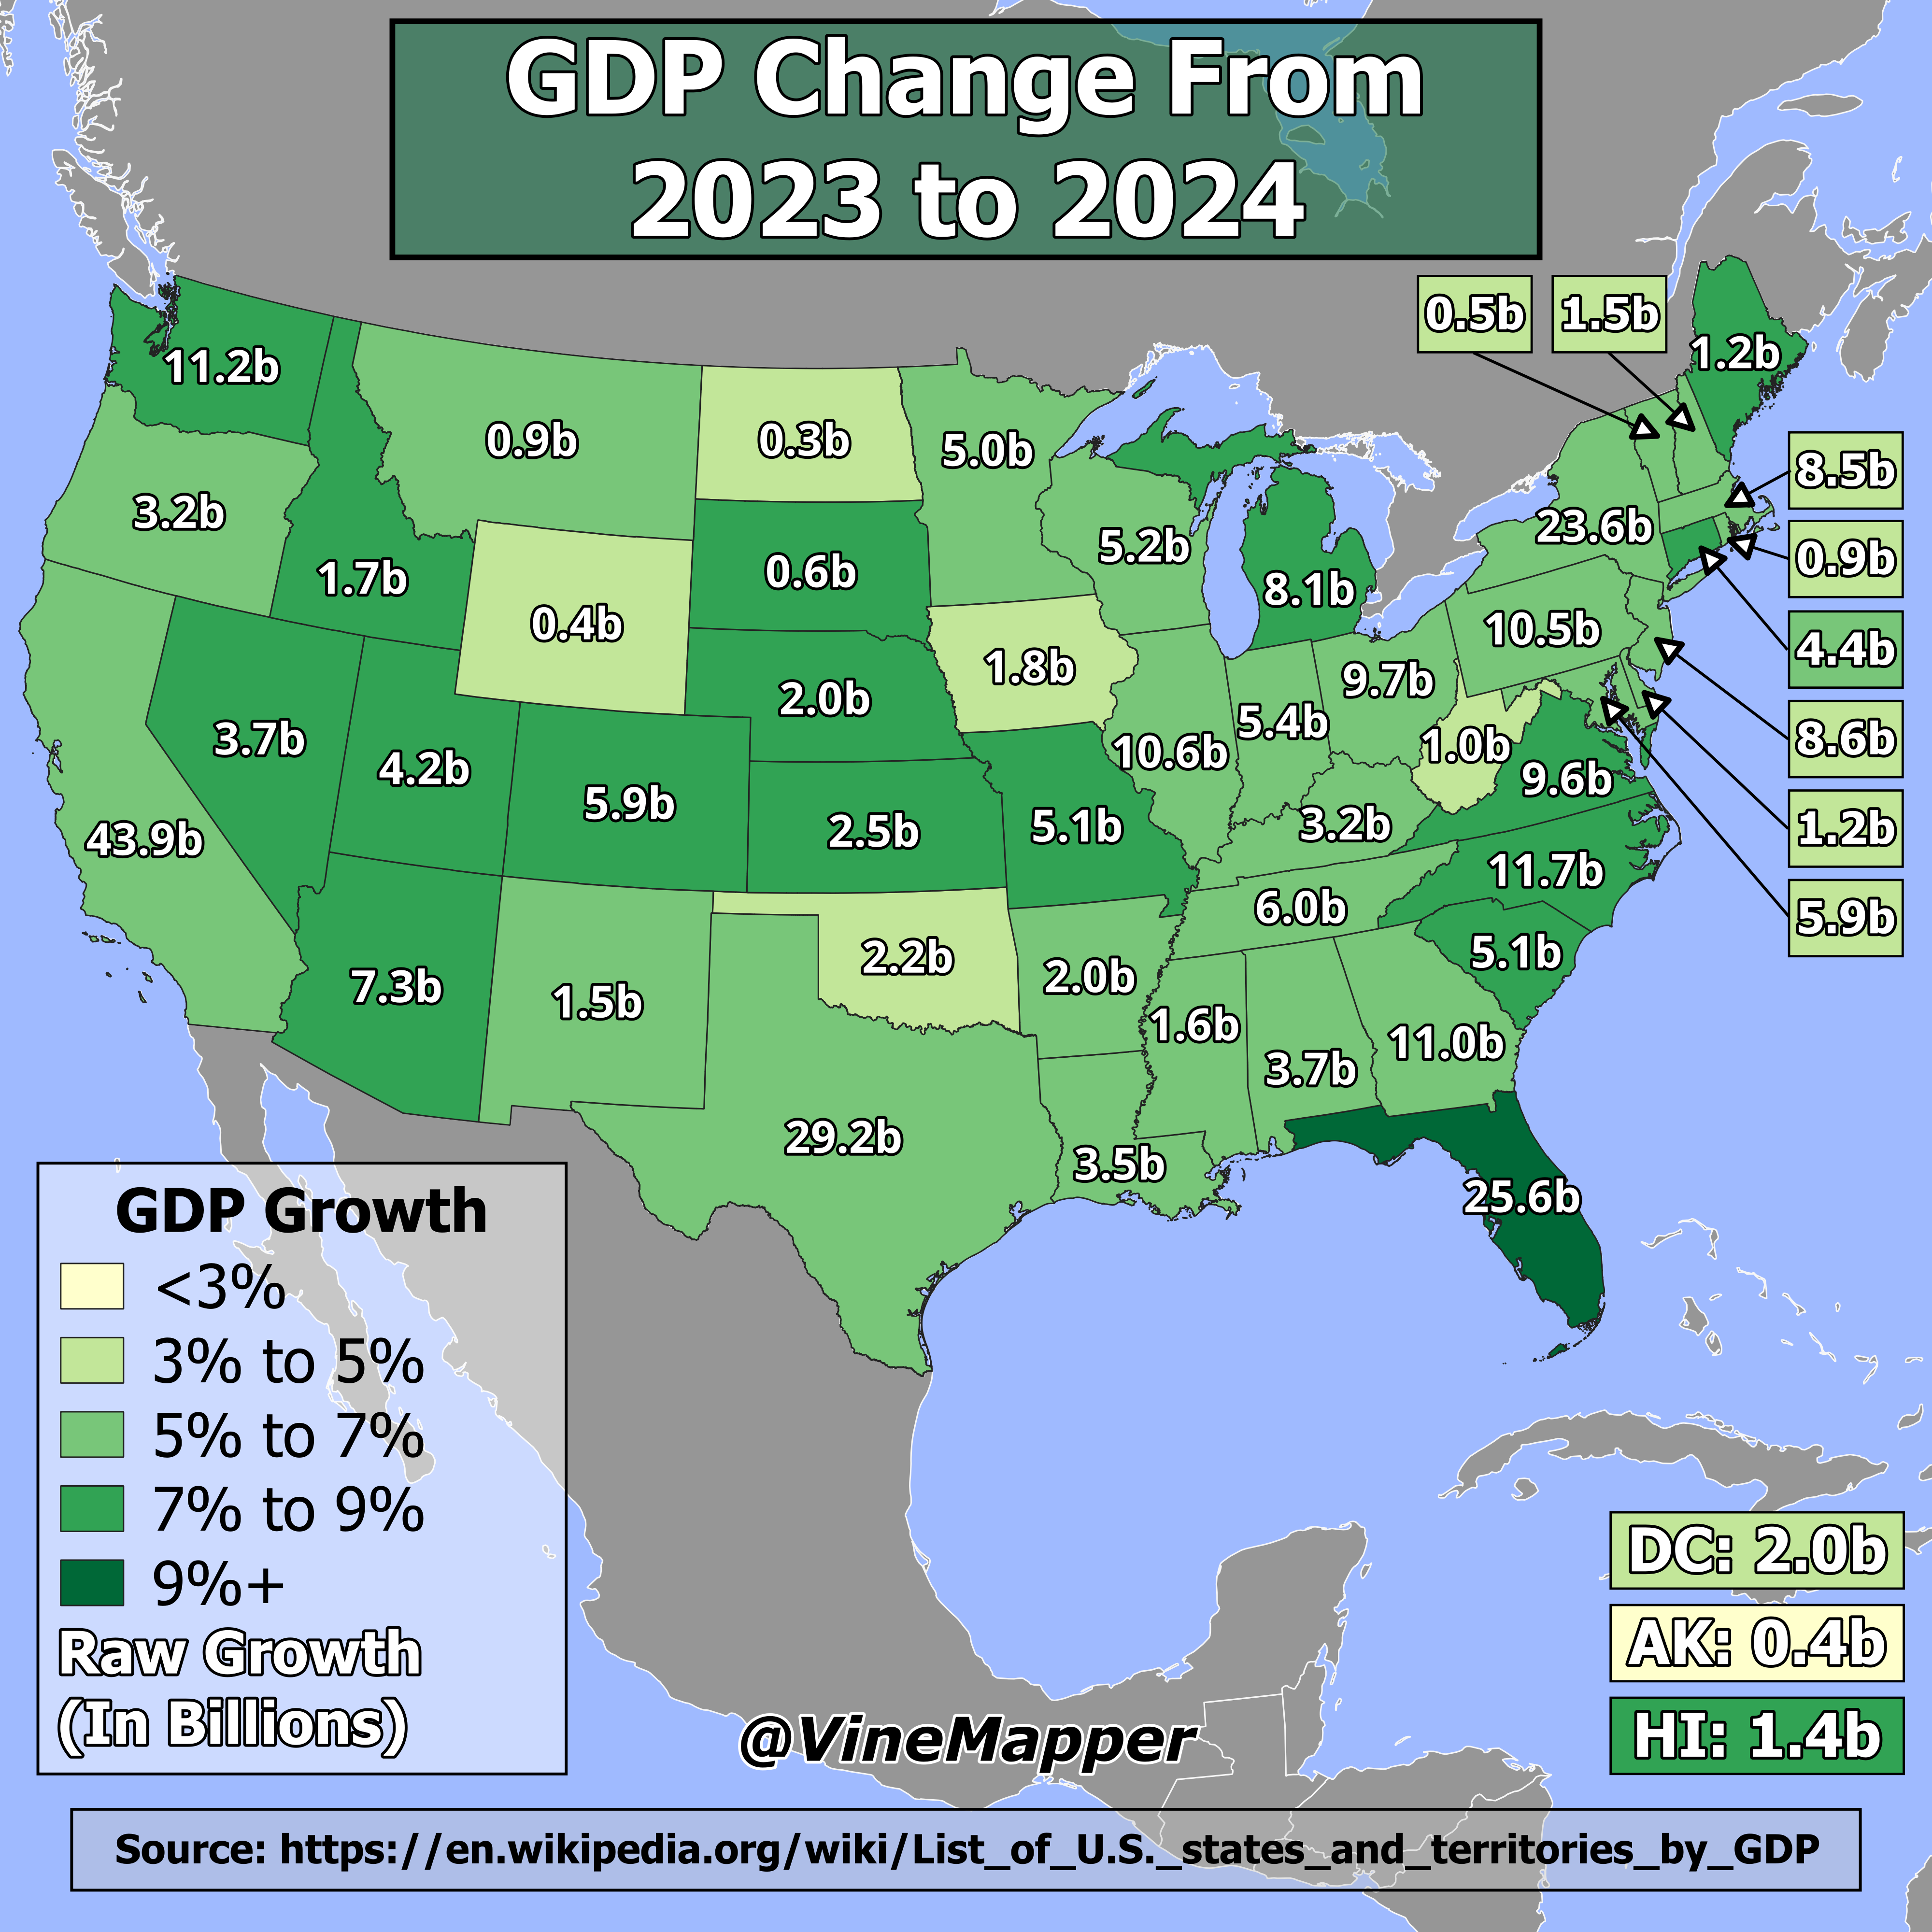 GDP Change From
2023 to 2024
0.5b
1.5b
1.2b
11.2b
0.9b
0.3b
5.0b
8.5b
3.2b
23.6b
5.2b
0.9b
1.7b
0.6b
8.1b
0.4b
10.5b
4.4b
1.8b
9.7b
2.0b
5.4b
1.0b
8.6b
3.7b
10.6b
4.2b
9.6b
5.9b
3.2b
1.2b
43.9b
2.5b
5.1b
11.7b
6.0b
5.9b
2.2b
5.1b
7.3b
1.5b
2.0b
1.6b
11.0b
3.7b
29.2b
3.5b
25.6b
GDP Growth
<3%
3% to 5%
5% to 7%
7% to 9%
9%+
Raw Growth
(In Billions)
DC: 2.0b
AK: 0.4b
HI: 1.4b
@VineMapper
Source: https://en.wikipedia.org/wiki/List_of_U.S._states_and_territories_by_GDP